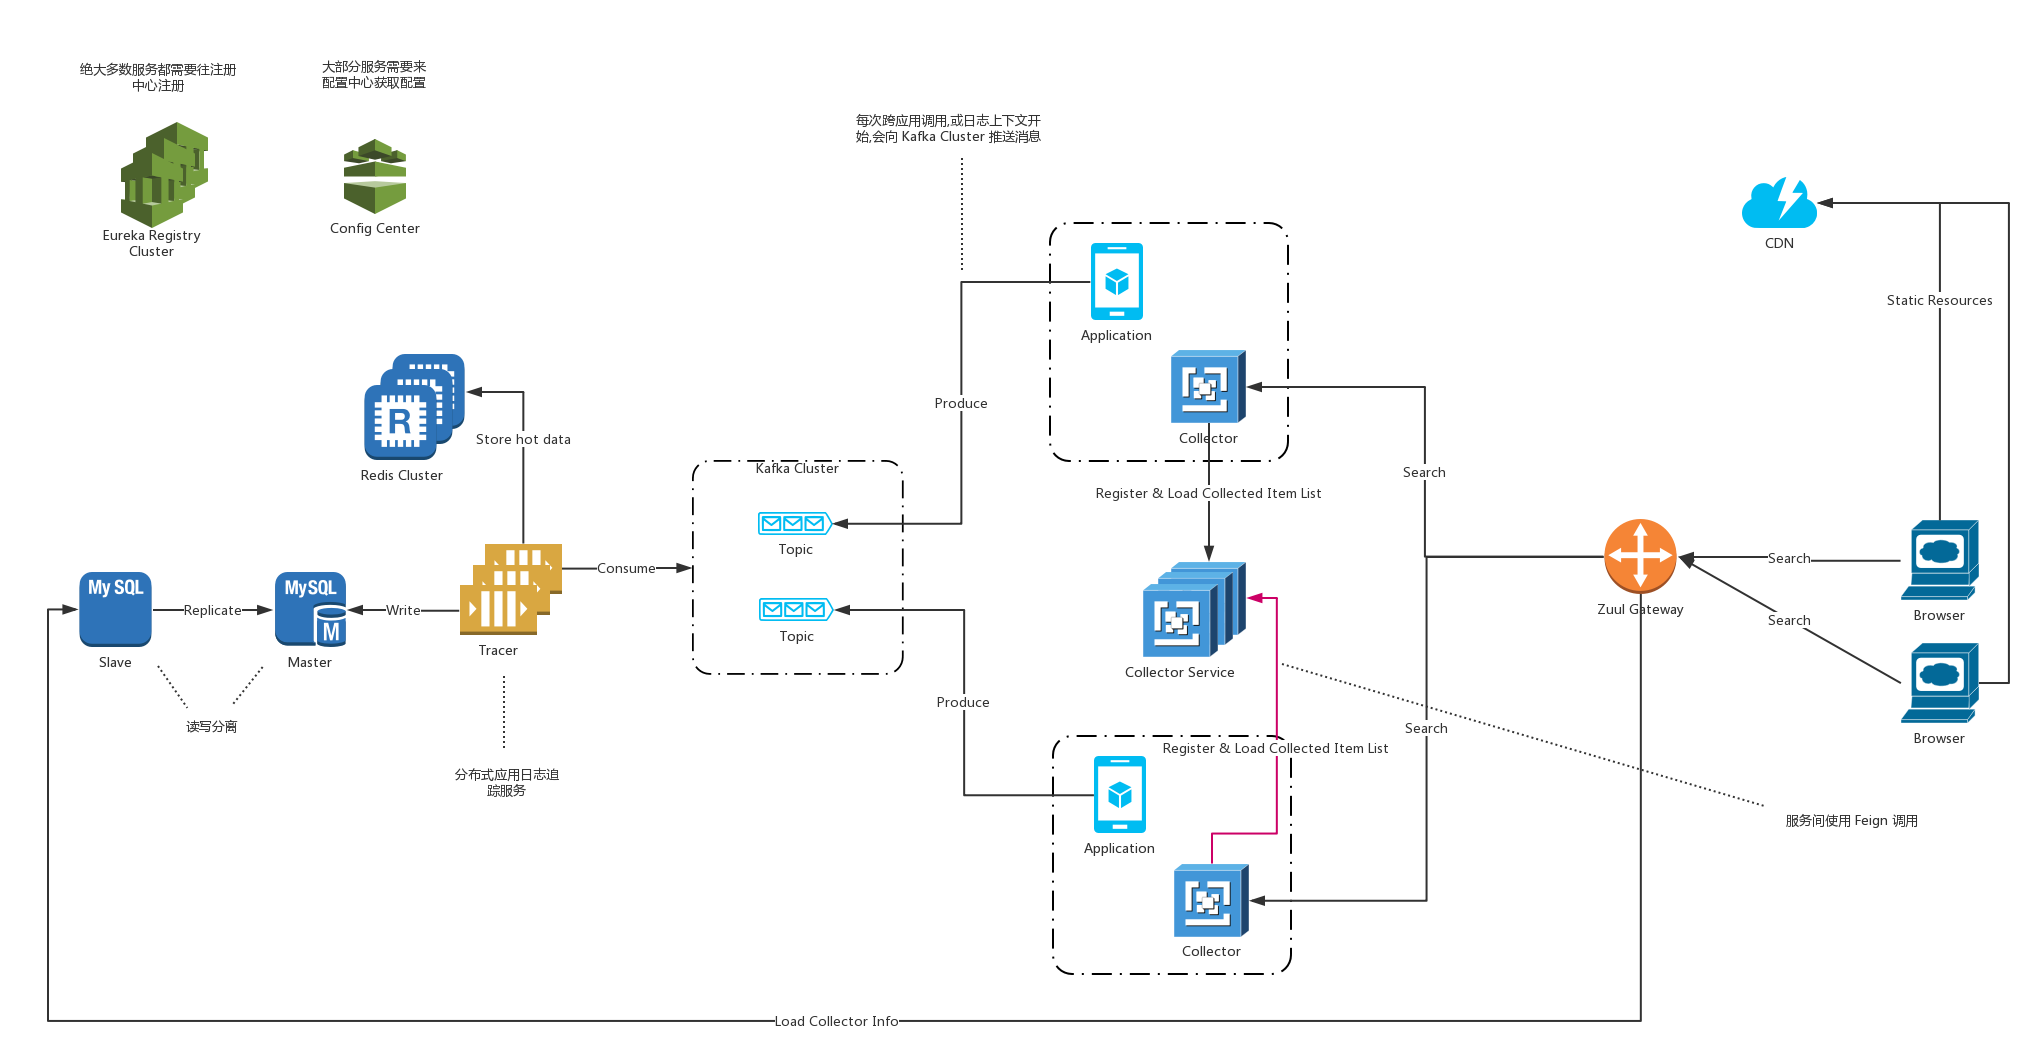 绝大多数服务都需要往注册
中心注册
大部分服务需要来
配置中心获取配置
每次跨应用调用,或日志上下文开
始,会向 Kafka Cluster 推送消息
Eureka Registry
Cluster
Config Center
CDN
Static Resources
Application
Produce
Collector
Store hot data
Redis Cluster
Kafka Cluster
Search
Register & Load Collected Item List
Topic
Consume
Search
Browser
Zuul Gateway
My SQL
MySQL
M
R
Replicate
Write
Topic
Search
Slave
Master
Tracer
Collector Service
Produce
读写分离
Search
Browser
Register & Load Collected Item List
分布式应用日志追
踪服务
服务间使用 Feign 调用
Application
Collector
Load Collector Info